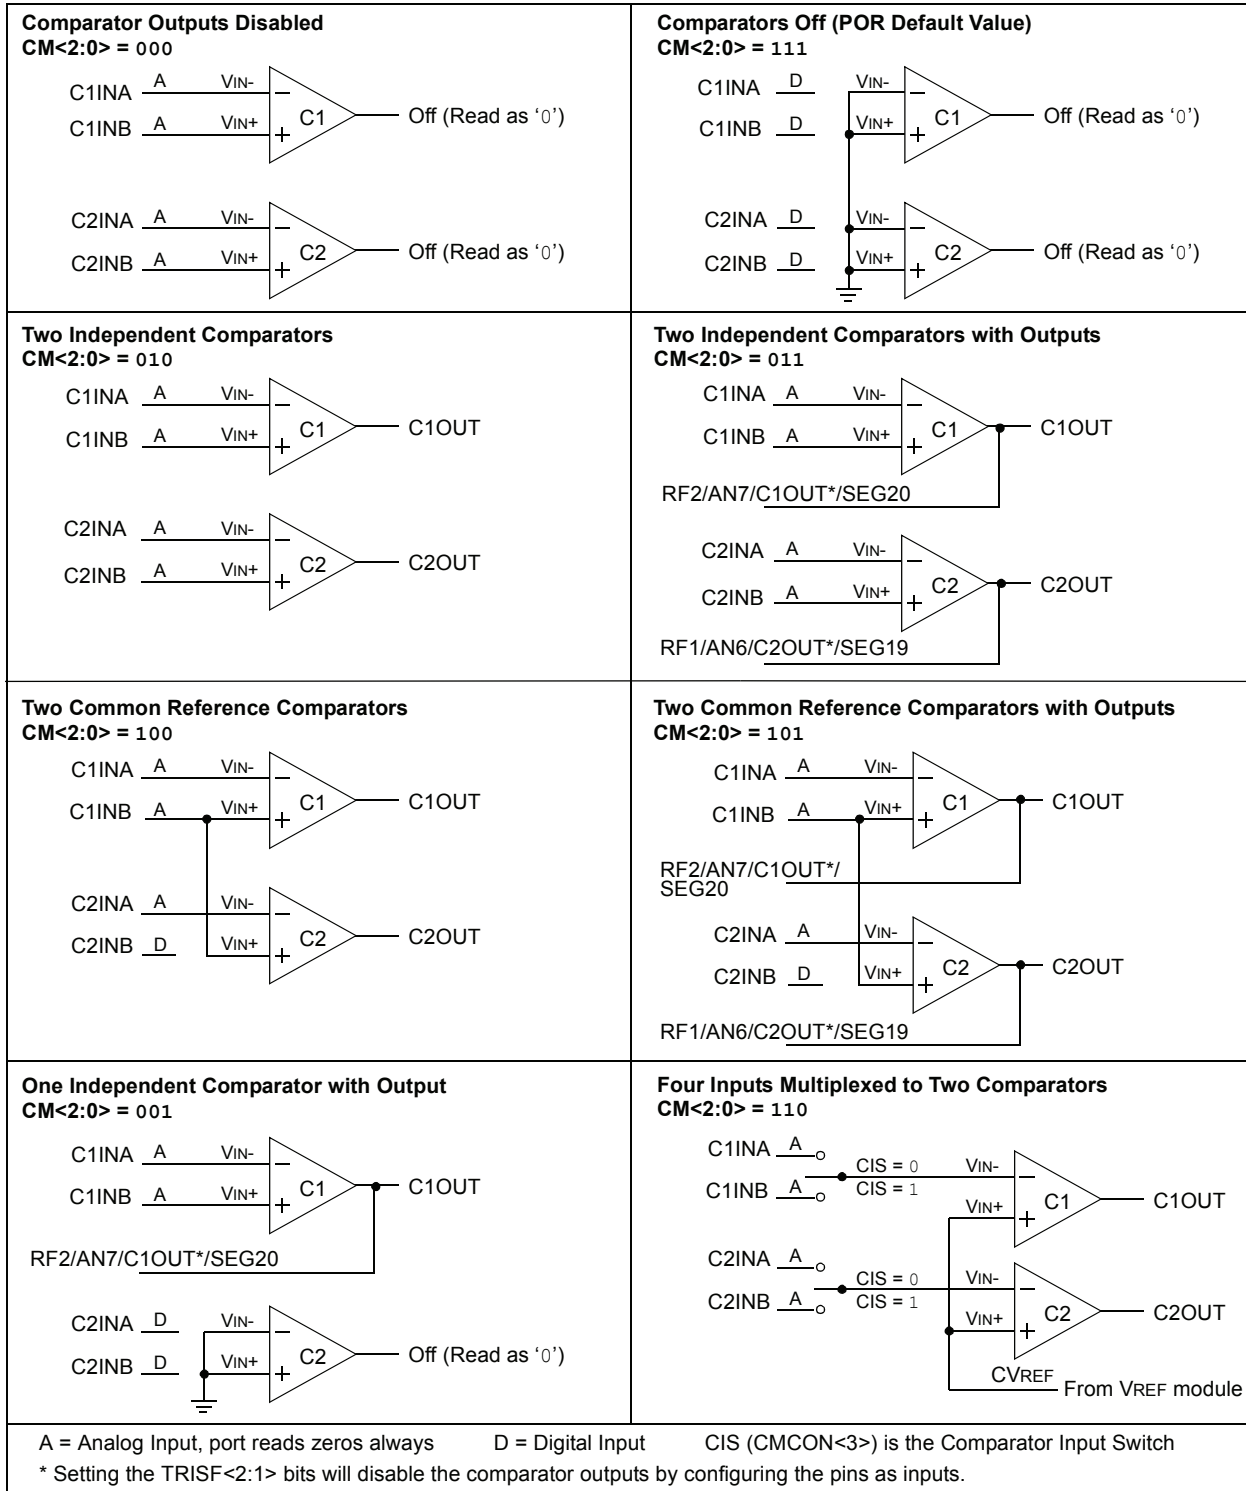 Comparator Outputs Disabled
CM<2:0> = 000
C1INA A VIN-
C1INB A VIN+
C1
Off (Read as ‘0’)
C2INA A VIN-
C2INB A VIN+
C2
Off (Read as ‘0’)
Comparators Off (POR Default Value)
CM<2:0> = 111
C1INA D VIN-
C1INB D VIN+
C1
Off (Read as ‘0’)
C2INA D VIN-
C2INB D VIN+
C2
Off (Read as ‘0’)
Two Independent Comparators
CM<2:0> = 010
C1INA A VIN-
C1INB A VIN+
C1
C1OUT
C2INA A VIN-
C2INB A VIN+
C2
C2OUT
Two Independent Comparators with Outputs
CM<2:0> = 011
C1INA A VIN-
C1INB A VIN+
C1
C1OUT
RF2/AN7/C1OUT*/SEG20
C2INA A VIN-
C2INB A VIN+
C2
C2OUT
RF1/AN6/C2OUT*/SEG19
Two Common Reference Comparators
CM<2:0> = 100
C1INA A VIN-
C1INB A VIN+
C1
C1OUT
C2INA A VIN-
C2INB D VIN+
C2
C2OUT
Two Common Reference Comparators with Outputs
CM<2:0> = 101
C1INA A VIN-
C1INB A VIN+
C1
C1OUT
RF2/AN7/C1OUT*/
SEG20
C2INA A VIN-
C2INB D VIN+
C2
C2OUT
RF1/AN6/C2OUT*/SEG19
One Independent Comparator with Output
CM<2:0> = 001
C1INA A VIN-
C1INB A VIN+
C1
C1OUT
RF2/AN7/C1OUT*/SEG20
C2INA D VIN-
C2INB D VIN+
C2
Off (Read as ‘0’)
Four Inputs Multiplexed to Two Comparators
CM<2:0> = 110
C1INA A
CIS = 0 VIN-
C1INB A CIS = 1
VIN+
C1
C1OUT
C2INA A
CIS = 0 VIN-
C2INB A CIS = 1
VIN+
C2
C2OUT
CVREF
From VREF module
A = Analog Input, port reads zeros always D = Digital Input CIS (CMCON<3>) is the Comparator Input Switch
* Setting the TRISF<2:1> bits will disable the comparator outputs by configuring the pins as inputs.